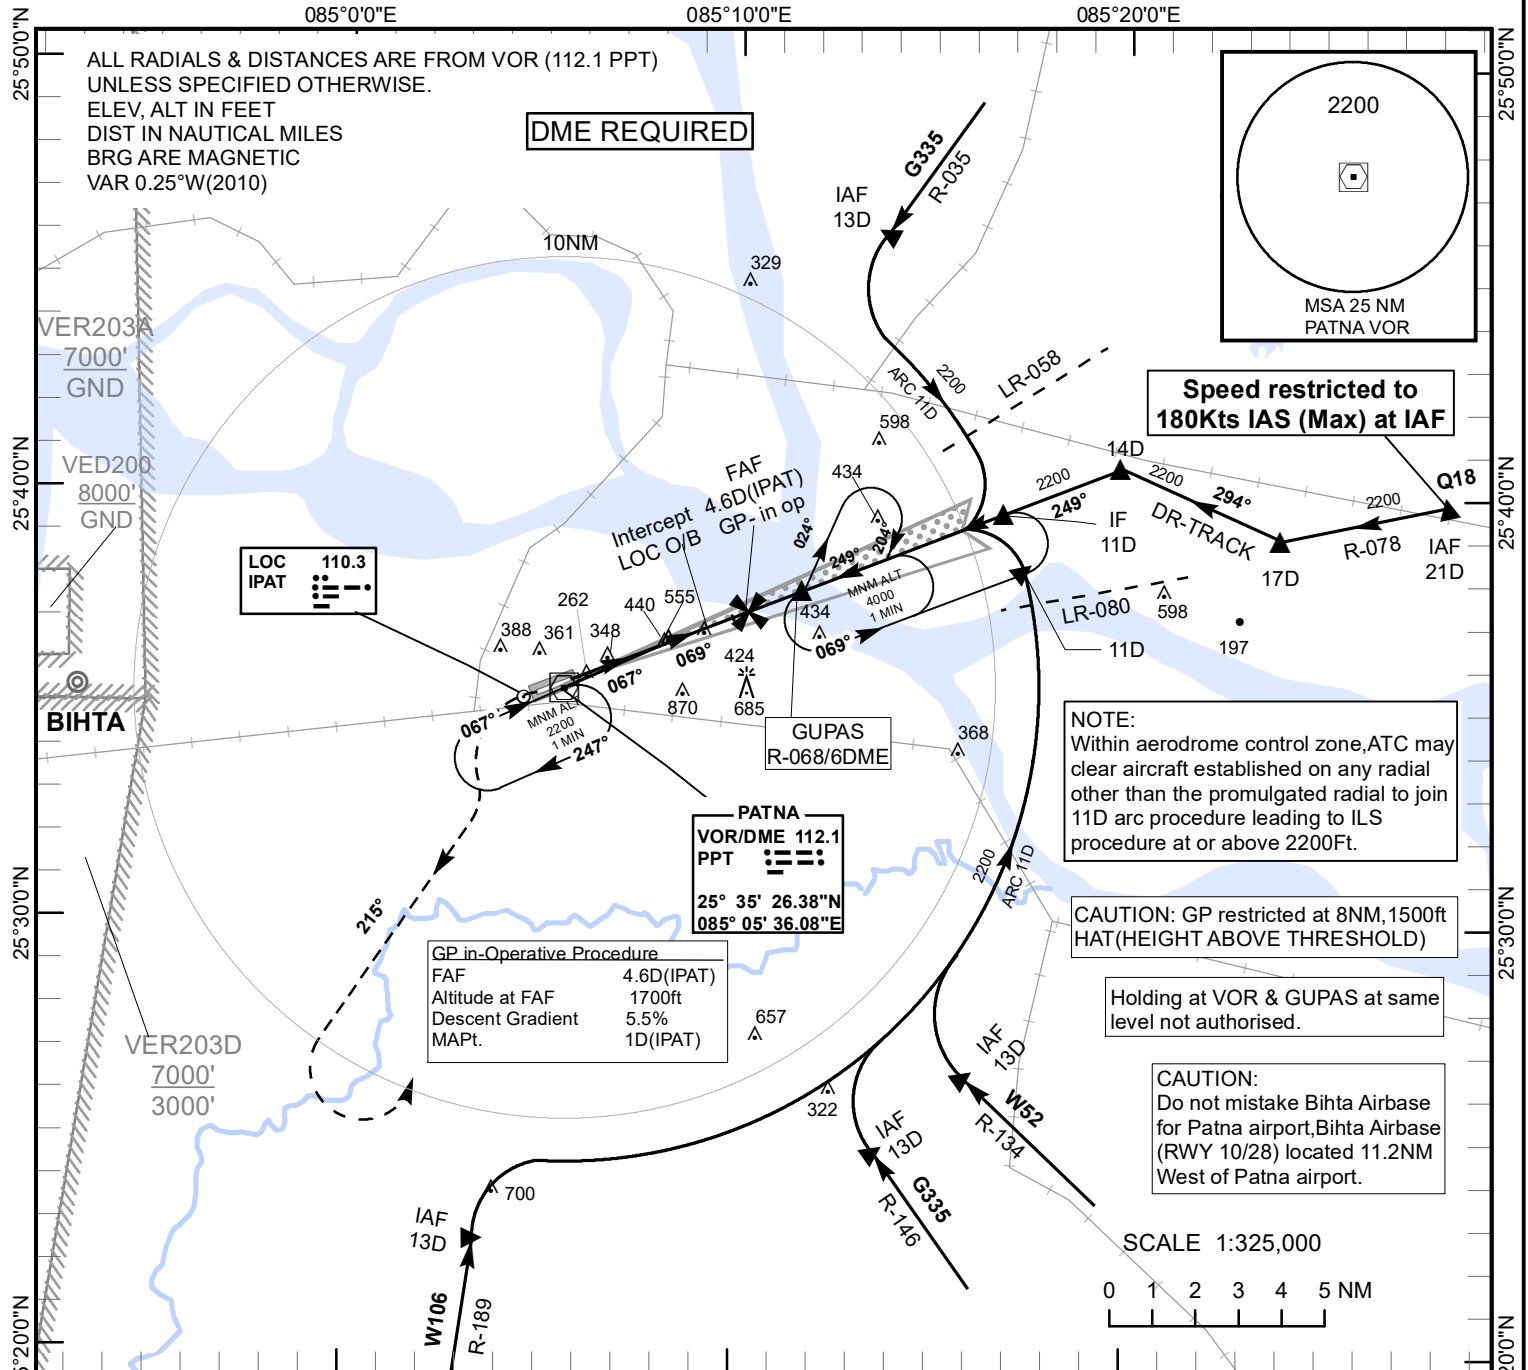 085°0'0"E
085°10'0"E
085°20'0"E
25°50'0"N
25°50'0"N
25°40'0"N
25°40'0"N
25°30'0"N
25°30'0"N
5°20'0"N
20'0"N
ALL RADIALS & DISTANCES ARE FROM VOR (112.1 PPT)
UNLESS SPECIFIED OTHERWISE.
ELEV, ALT IN FEET
DIST IN NAUTICAL MILES
BRG ARE MAGNETIC
VAR 0.25°W(2010)
DME REQUIRED
2200
MSA 25 NM
PATNA VOR
G335
R-035
IAF
13D
10NM
329
VER203A
7000'
GND
VED200
8000'
GND
ARC 11D
2200
LR-058
Speed restricted to
180Kts IAS (Max) at IAF
598
434
FAF
4.6D(IPAT)
GP- in op
Intercept
LOC O/B
14D
2200
249°
2200
294°
DR-TRACK
2200
Q18
R-078
IAF
21D
17D
IF
11D
024°
204°
249°
MNM ALT
4000
1 MIN
LOC 110.3
IPAT
262
440
555
388
361
348
434
069°
069°
067°
424
685
870
LR-080
598
11D
197
BIHTA
067°
MNM ALT
2200
1 MIN
247°
GUPAS
R-068/6DME
368
NOTE:
Within aerodrome control zone,ATC may
clear aircraft established on any radial
other than the promulgated radial to join
11D arc procedure leading to ILS
procedure at or above 2200Ft.
PATNA
VOR/DME 112.1
PPT
25° 35' 26.38"N
085° 05' 36.08"E
2200
ARC 11D
215°
CAUTION: GP restricted at 8NM,1500ft
HAT(HEIGHT ABOVE THRESHOLD)
GP in-Operative Procedure
FAF 4.6D(IPAT)
Altitude at FAF 1700ft
Descent Gradient 5.5%
MAPt. 1D(IPAT)
Holding at VOR & GUPAS at same
level not authorised.
VER203D
7000'
3000'
657
322
IAF
13D
W52
R-134
IAF
13D
G335
R-146
CAUTION:
Do not mistake Bihta Airbase
for Patna airport,Bihta Airbase
(RWY 10/28) located 11.2NM
West of Patna airport.
700
IAF
13D
W106
R-189
SCALE 1:325,000
0 1 2 3 4 5 NM